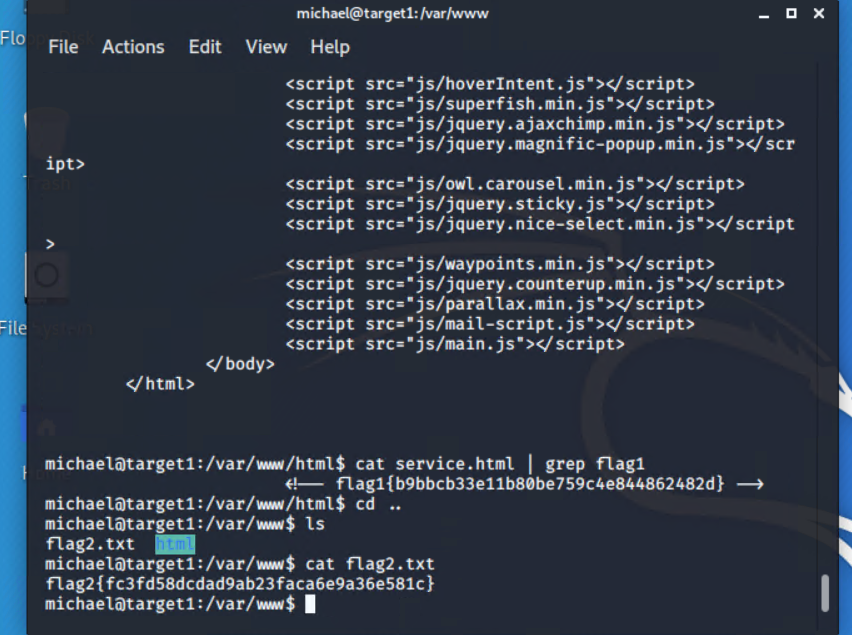 michael@target1:/var/www
File Actions Edit View Help
<script src="js/hoverIntent.js"></script>
<script src="js/superfish.min.js"></script>
<script src="js/jquery.ajaxchimp.min.js"></script>
<script src="js/jquery.magnific-popup.min.js"></scr
ipt>
<script src="js/owl.carousel.min.js"></script>
<script src="js/jquery.sticky.js"></script>
<script src="js/jquery.nice-select.min.js"></script
>
<script src="js/waypoints.min.js"></script>
<script src="js/jquery.counterup.min.js"></script>
<script src="js/parallax.min.js"></script>
<script src="js/mail-script.js"></script>
<script src="js/main.js"></script>
</body>
</html>
michael@target1:/var/www/html$ cat service.html | grep flag1
<!-- flag1{b9bbcb33e11b80be759c4e844862482d} -->
michael@target1:/var/www/html$ cd ..
michael@target1:/var/www$ ls
flag2.txt html
michael@target1:/var/www$ cat flag2.txt
flag2{fc3fd58dcdad9ab23faca6e9a36e581c}
michael@target1:/var/www$
Trash
File System